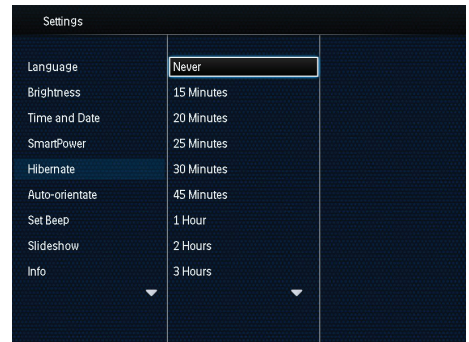 Settings
Language
Brightness
Time and Date
SmartPower
Hibernate
Auto-orientate
Set Beep
Slideshow
Info
Never
15 Minutes
20 Minutes
25 Minutes
30 Minutes
45 Minutes
1 Hour
2 Hours
3 Hours